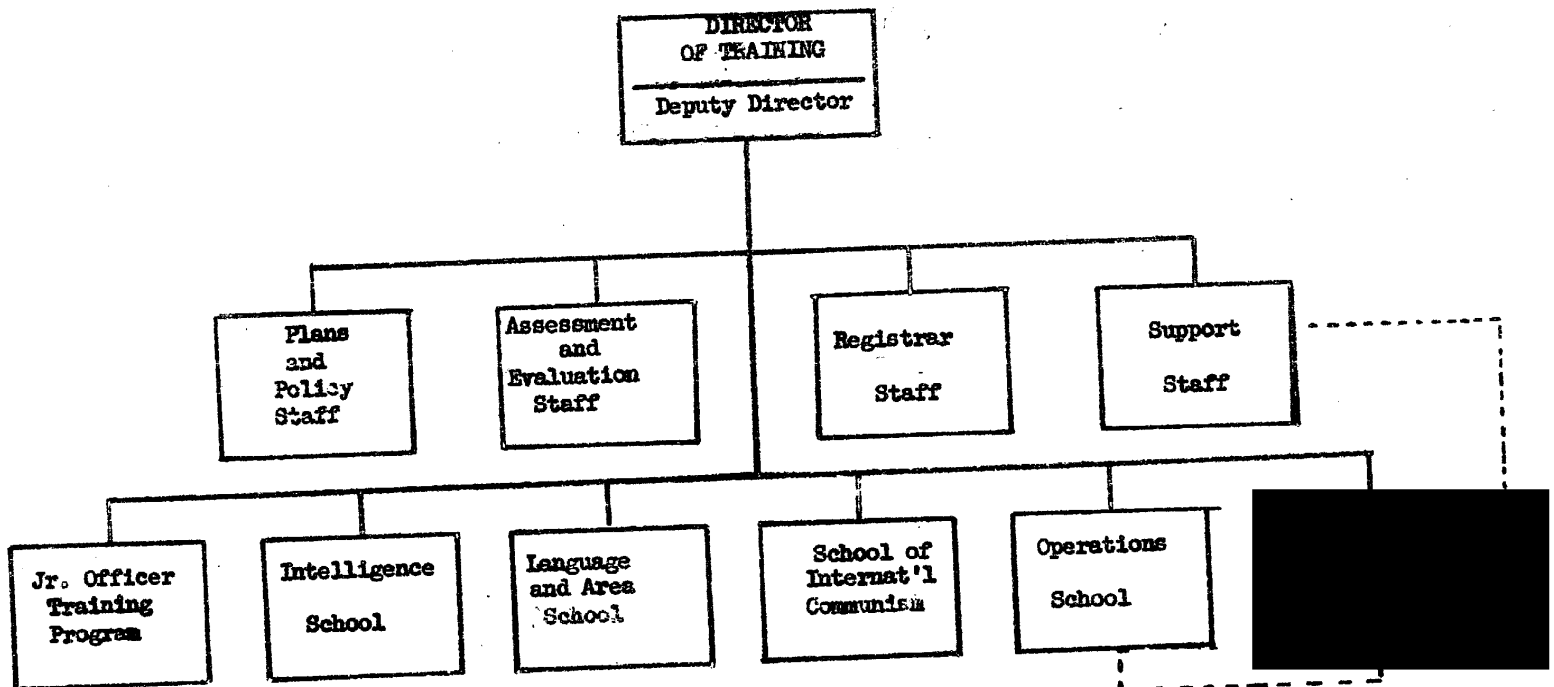 DIRECTOR
OF TRAINING
Deputy Director
Plans
and
Policy
Staff
Assessment
and
Evaluation
Staff
Registrar
Staff
Support
Staff
Jr. Officer
Training
Program
Intelligence
School
Language
and Area
School
School of
Internat'l
Communism
Operations
School